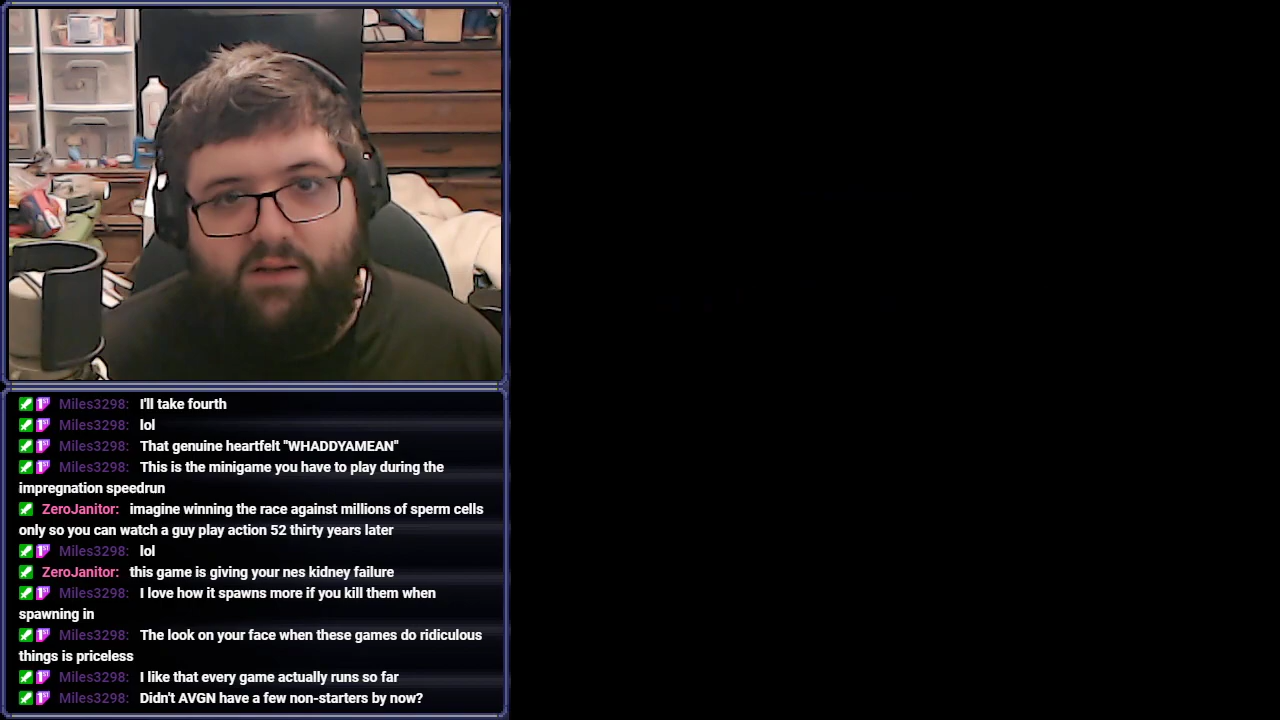 Miles3298: I'll take fourth
Miles3298: lol
Miles3298: That genuine heartfelt "WHADDYAMEAN"
Miles3298: This is the minigame you have to play during the
impregnation speedrun
ZeroJanitor: imagine winning the race against millions of sperm cells
only so you can watch a guy play action 52 thirty years later
Miles3298: lol
ZeroJanitor: this game is giving your nes kidney failure
Miles3298: I love how it spawns more if you kill them when
spawning in
Miles3298: The look on your face when these games do ridiculous
things is priceless
Miles3298: I like that every game actually runs so far
Miles3298: Didn't AVGN have a few non-starters by now?